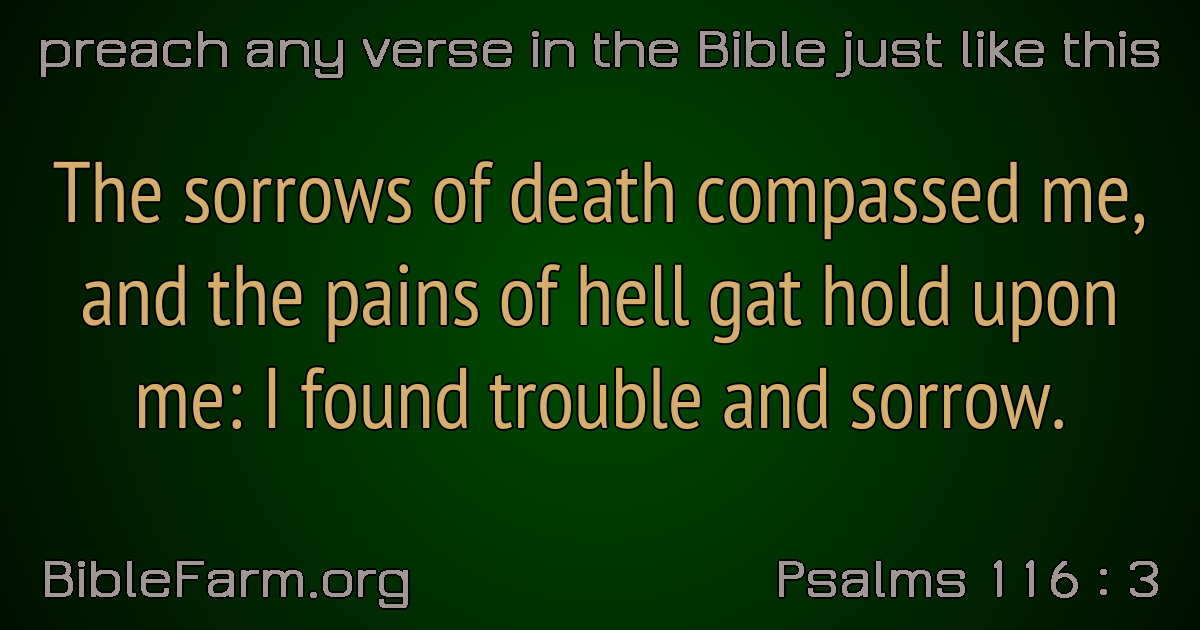 preach any verse in the Bible just like this
The sorrows of death compassed me,
and the pains of hell gat hold upon
me: I found trouble and sorrow.
BibleFarm.org
Psalms 116 : 3